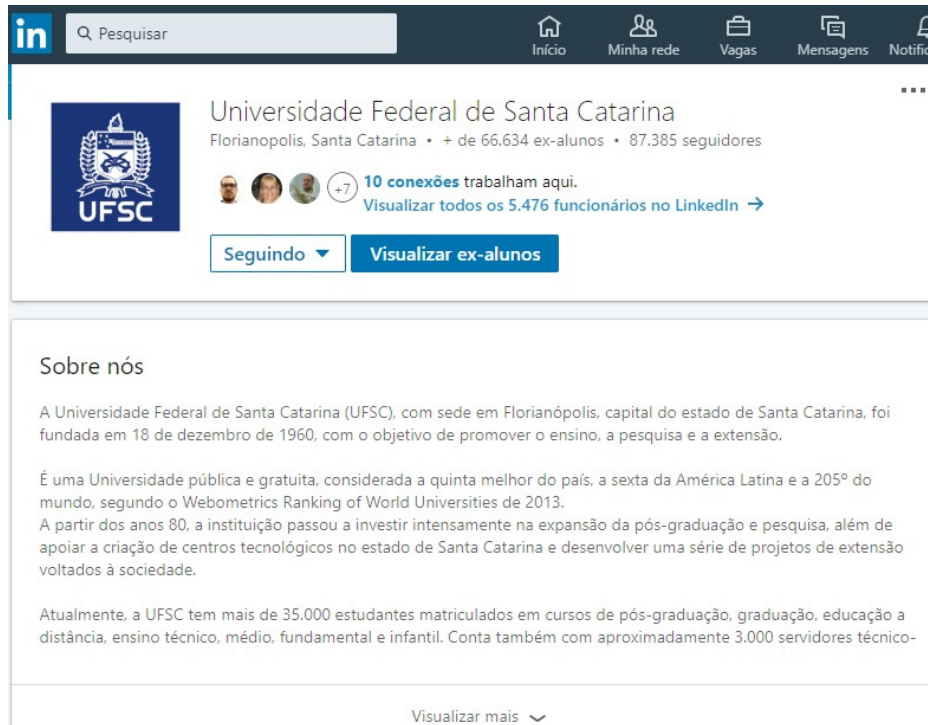 in
Pesquisar
Início
Minha rede
Vagas
Mensagens
Notific
Universidade Federal de Santa Catarina
Florianopolis, Santa Catarina • + de 66.634 ex-alunos • 87.385 seguidores
+7
10 conexões trabalham aqui.
Visualizar todos os 5.476 funcionários no LinkedIn →
UFSC
Seguindo
Visualizar ex-alunos
Sobre nós
A Universidade Federal de Santa Catarina (UFSC), com sede em Florianópolis, capital do estado de Santa Catarina, foi
fundada em 18 de dezembro de 1960, com o objetivo de promover o ensino, a pesquisa e a extensão.
É uma Universidade pública e gratuita, considerada a quinta melhor do país, a sexta da América Latina e a 205º do
mundo, segundo o Webometrics Ranking of World Universities de 2013.
A partir dos anos 80, a instituição passou a investir intensamente na expansão da pós-graduação e pesquisa, além de
apoiar a criação de centros tecnológicos no estado de Santa Catarina e desenvolver uma série de projetos de extensão
voltados à sociedade.
Atualmente, a UFSC tem mais de 35.000 estudantes matriculados em cursos de pós-graduação, graduação, educação a
distância, ensino técnico, médio, fundamental e infantil. Conta também com aproximadamente 3.000 servidores técnico-
Visualizar mais